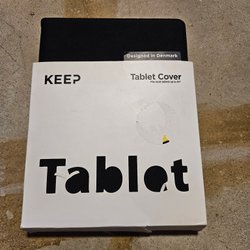 Designed in Denmark
KEEP
Tablet Cover
Tablet